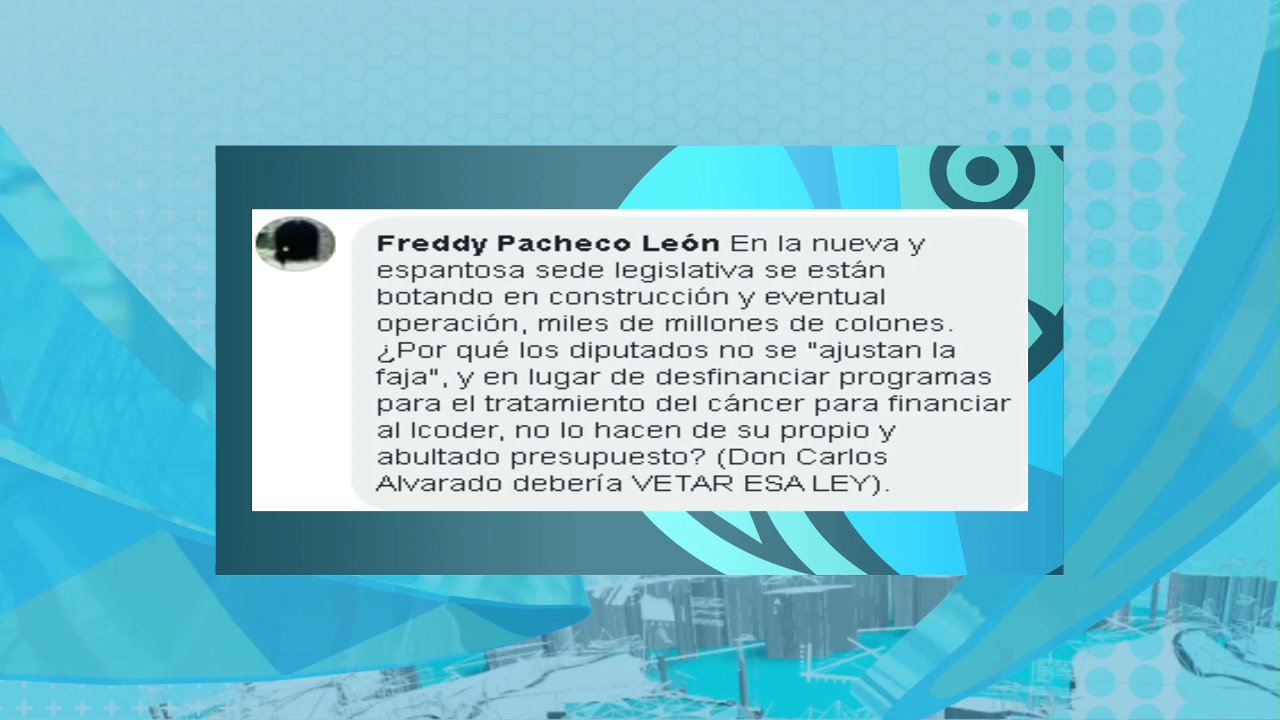 Freddy Pacheco León En la nueva y
espantosa sede legislativa se están
botando en construcción y eventual
operación, miles de millones de colones.
¿Por qué los diputados no se "ajustan la
faja", y en lugar de desfinanciar programas
para el tratamiento del cáncer para financiar
al Icoder, no lo hacen de su propio y
abultado presupuesto? (Don Carlos
Alvarado debería VETAR ESA LEY).